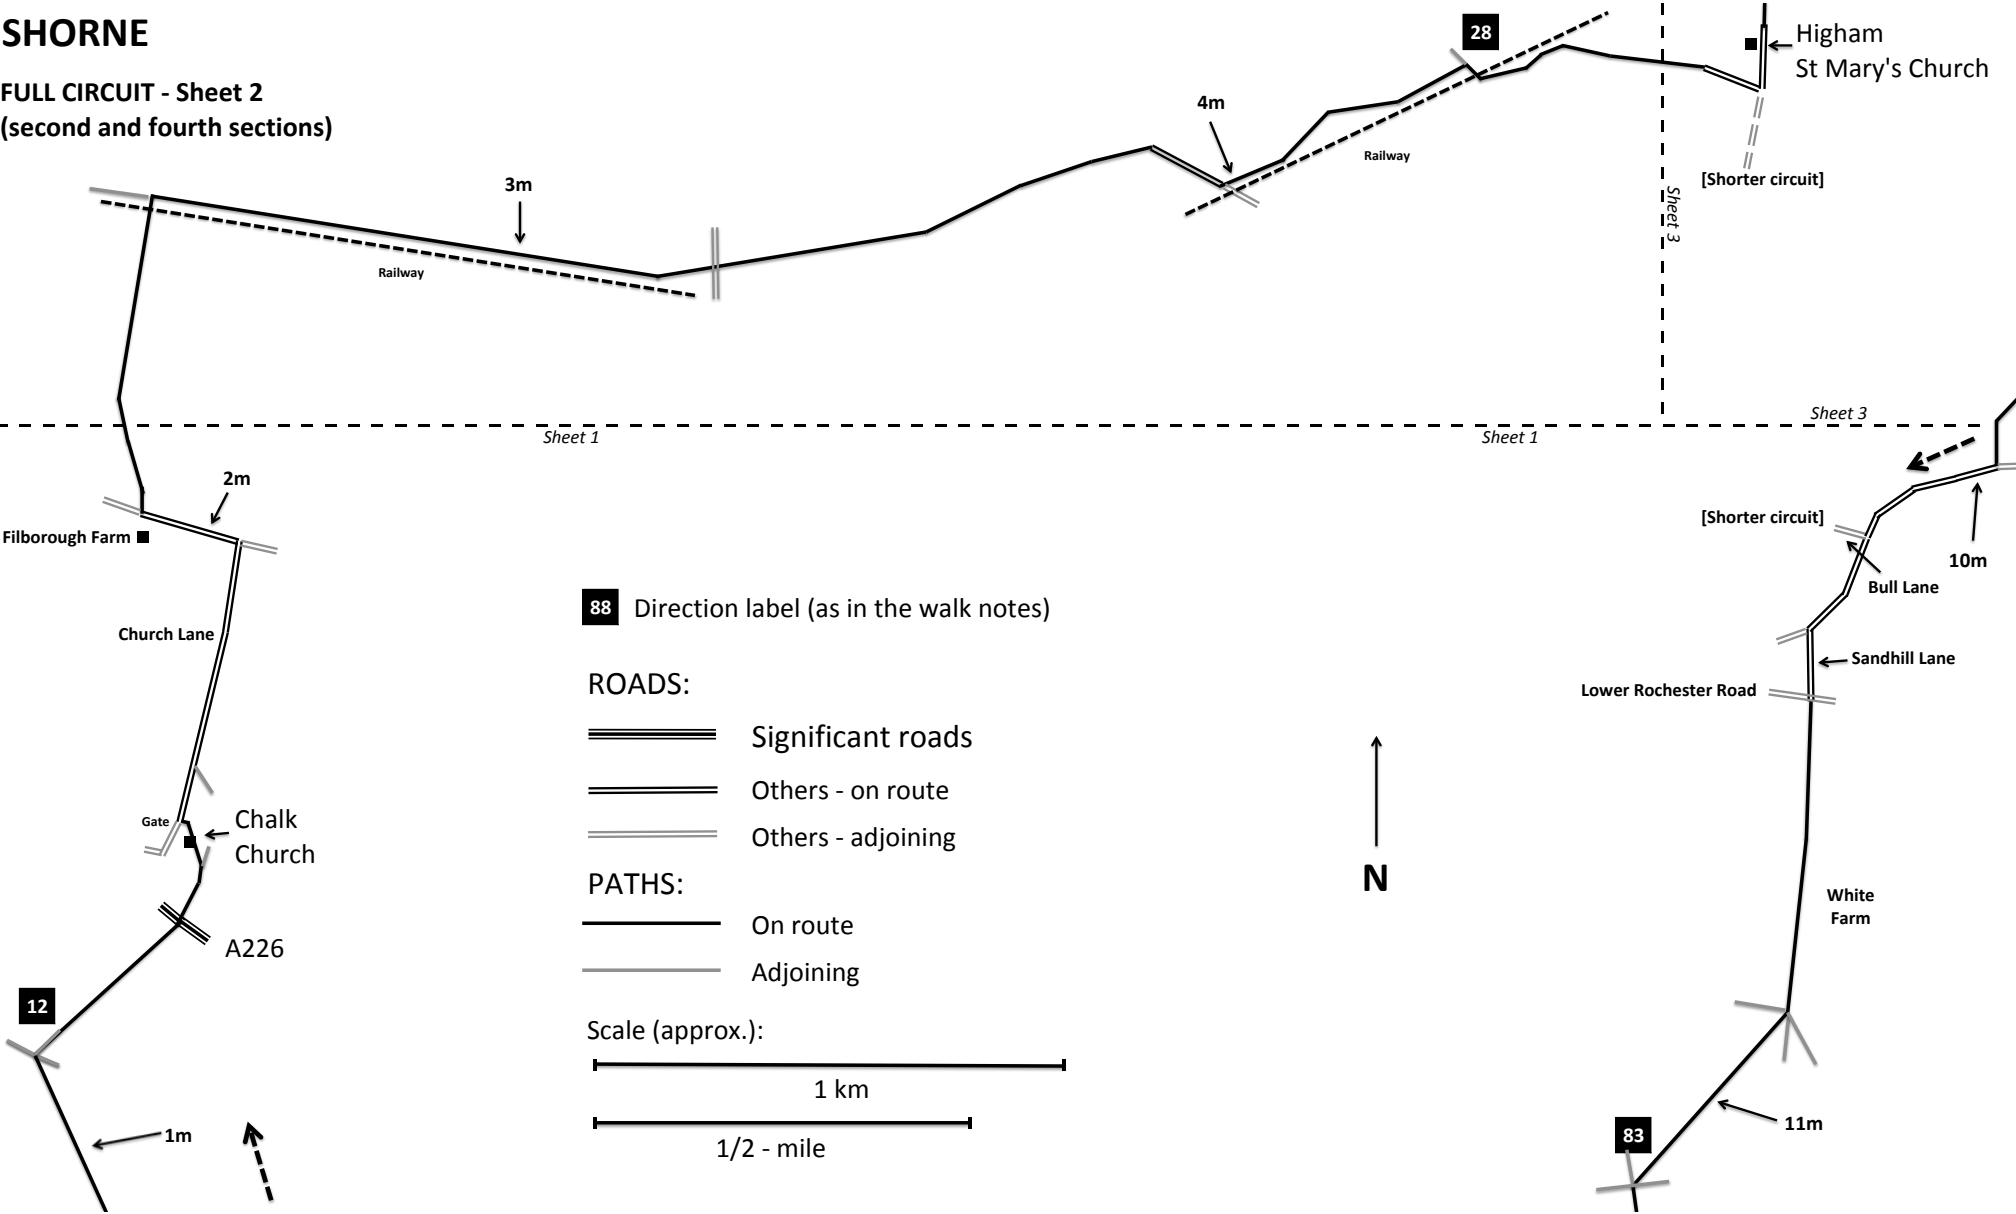 SHORNE
FULL CIRCUIT - Sheet 2
(second and fourth sections)
28
Higham
St Mary's Church
4m
Railway
[Shorter circuit]
3m
Sheet 3
Railway
Sheet 3
Sheet 1
Sheet 1
2m
Filborough Farm
[Shorter circuit]
10m
Bull Lane
Church Lane
Sandhill Lane
Lower Rochester Road
88 Direction label (as in the walk notes)
ROADS:
Significant roads
Others - on route
Others - adjoining
PATHS:
On route
Adjoining
Scale (approx.):
1 km
1/2 - mile
Gate
Chalk
Church
A226
12
1m
N
White
Farm
11m
83